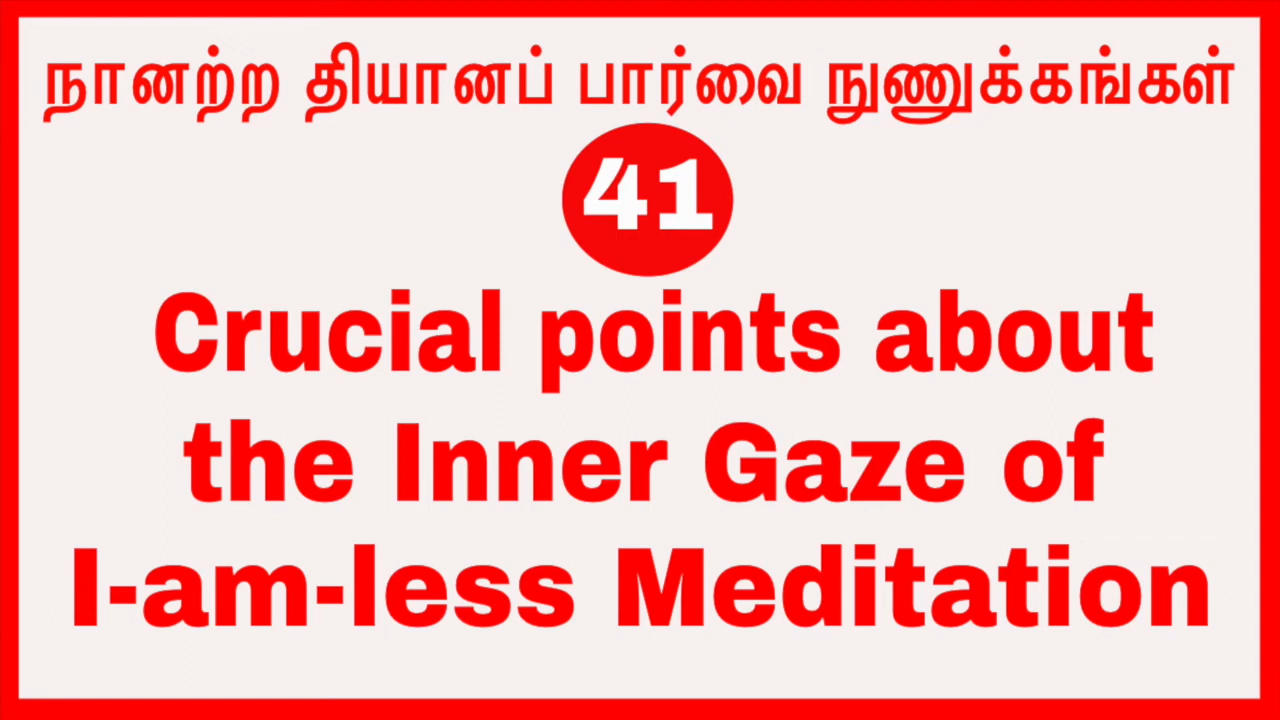 நானற்ற தியானப் பார்வை நுணுக்கங்கள்
41
Crucial points about
the Inner Gaze of
I-am-less Meditation